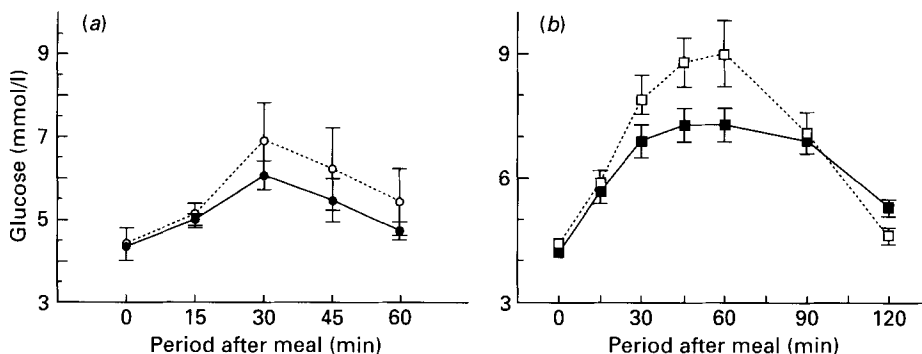 (a)
(b)
Glucose (mmol/l)
9
7
5
3
0 15 30 45 60
Period after meal (min)
9
6
3
0 30 60 90 120
Period after meal (min)